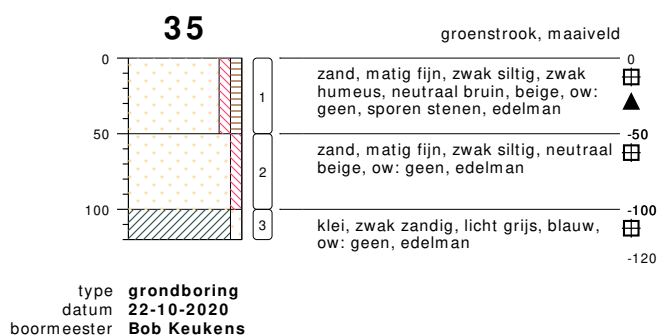 35
groenstrook, maaiveld
0
0
zand, matig fijn, zwak siltig, zwak
humeus, neutraal bruin, beige, ow:
geen, sporen stenen, edelman
1
50
-50
zand, matig fijn, zwak siltig, neutraal
beige, ow: geen, edelman
2
100
-100
klei, zwak zandig, licht grijs, blauw,
ow: geen, edelman
3
-120
type grondboring
datum 22-10-2020
boormeester Bob Keukens